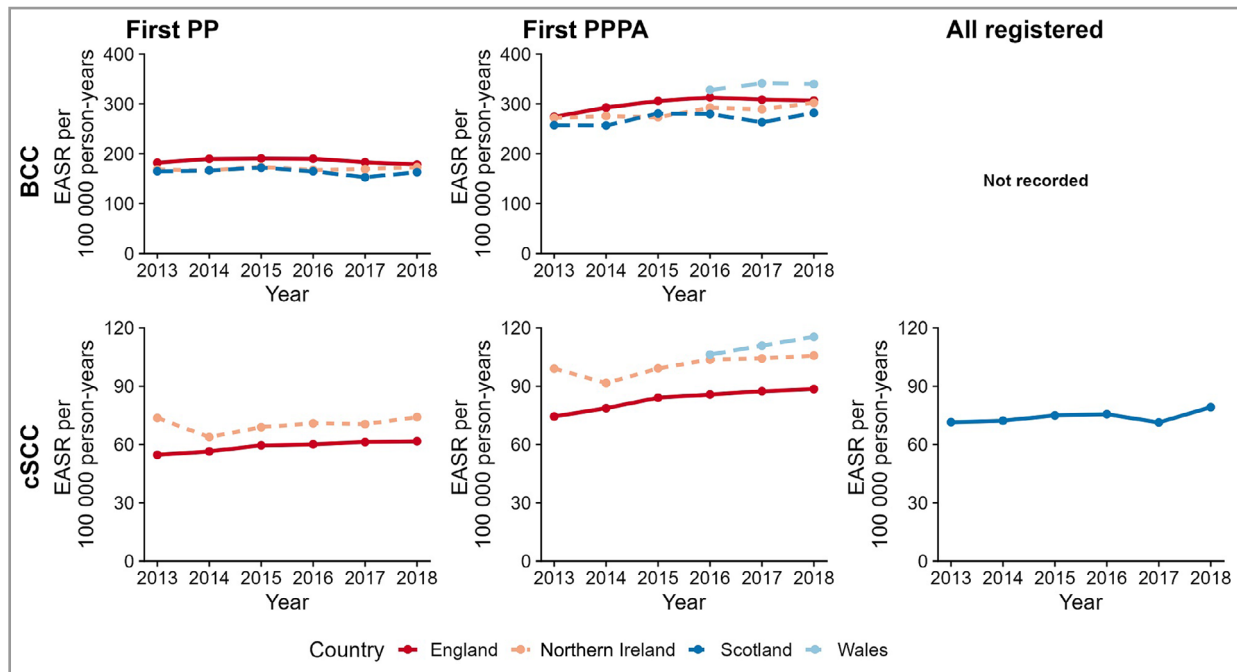 First PP
First PPPA
All registered
BCC
EASR per
100 000 person-years
400
300
200
100
0
2013 2014 2015 2016 2017 2018
Year
EASR per
100 000 person-years
400
300
200
100
0
2013 2014 2015 2016 2017 2018
Year
Not recorded
cSCC
EASR per
100 000 person-years
120
90
60
30
0
2013 2014 2015 2016 2017 2018
Year
EASR per
100 000 person-years
120
90
60
30
0
2013 2014 2015 2016 2017 2018
Year
EASR per
100 000 person-years
120
90
60
30
0
2013 2014 2015 2016 2017 2018
Year
Country England Northern Ireland Scotland Wales